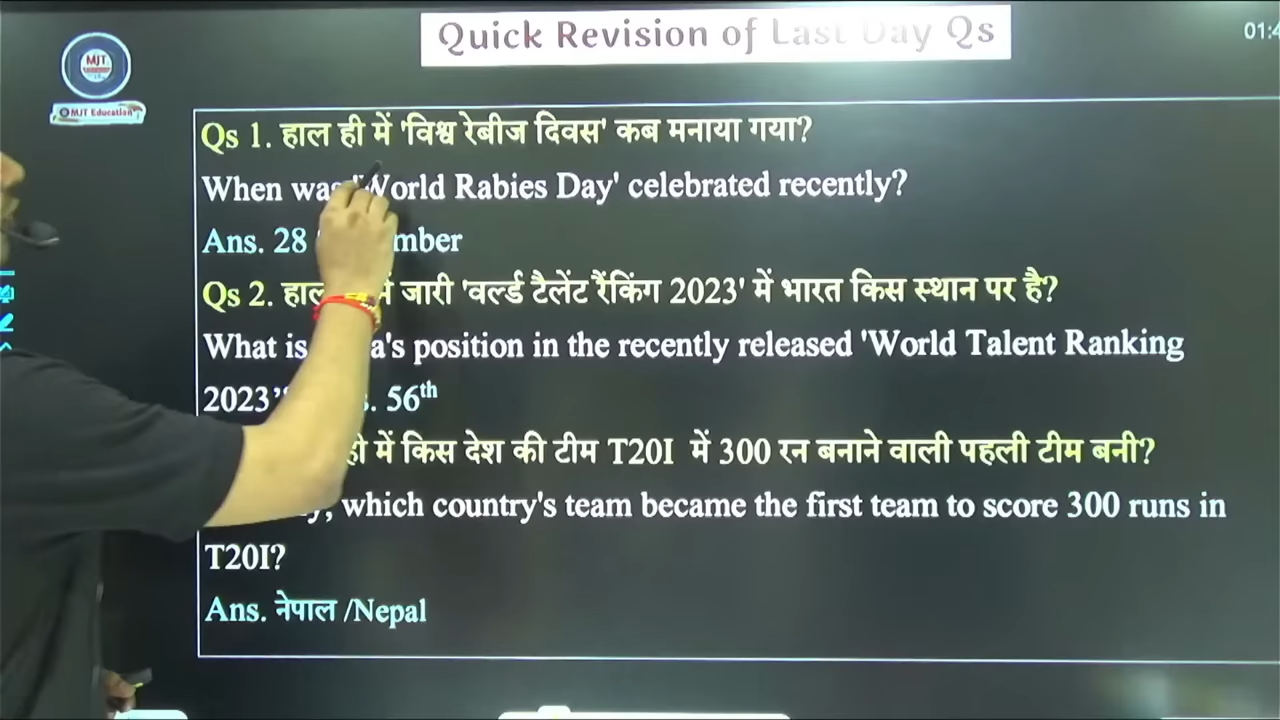 Quick Revision of Last Day Qs
01:4
MJT
MJT Education
Qs 1. हाल ही में 'विश्व रेबीज दिवस' कब मनाया गया?
When was 'World Rabies Day' celebrated recently?
Ans. 28 mber
Qs 2. हाल में जारी 'वर्ल्ड टैलेंट रैंकिंग 2023' में भारत किस स्थान पर है?
What is a's position in the recently released 'World Talent Ranking
2023’ . 56th
ही में किस देश की टीम T20I में 300 रन बनाने वाली पहली टीम बनी?
y, which country's team became the first team to score 300 runs in
T20I?
Ans. नेपाल /Nepal